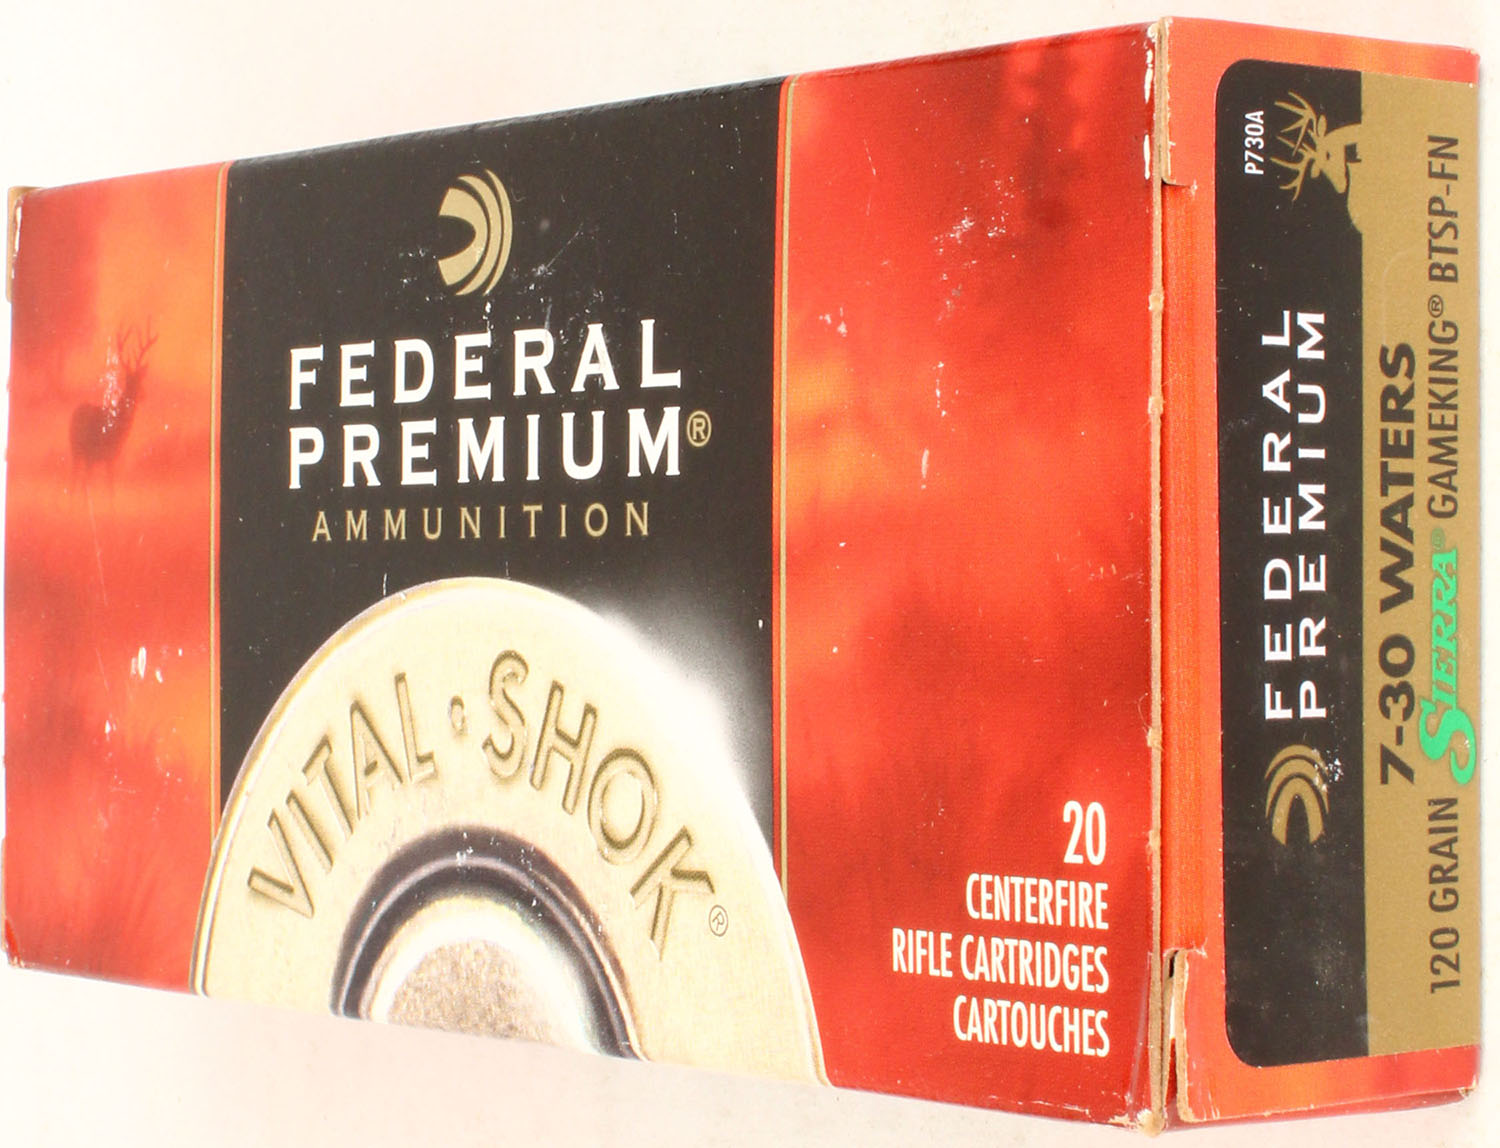 FEDERAL
PREMIUM®
AMMUNITION
VITAL·SHOK®
20
CENTERFIRE
RIFLE CARTRIDGES
CARTOUCHES
P730A
FEDERAL
PREMIUM
7-30 WATERS
120 GRAIN SIERRA® GAMEKING® BTSP-FN